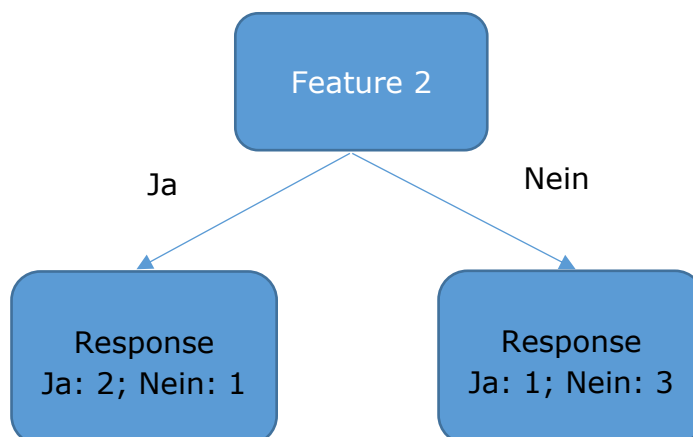 Feature 2
Ja
Nein
Response
Ja: 2; Nein: 1
Response
Ja: 1; Nein: 3